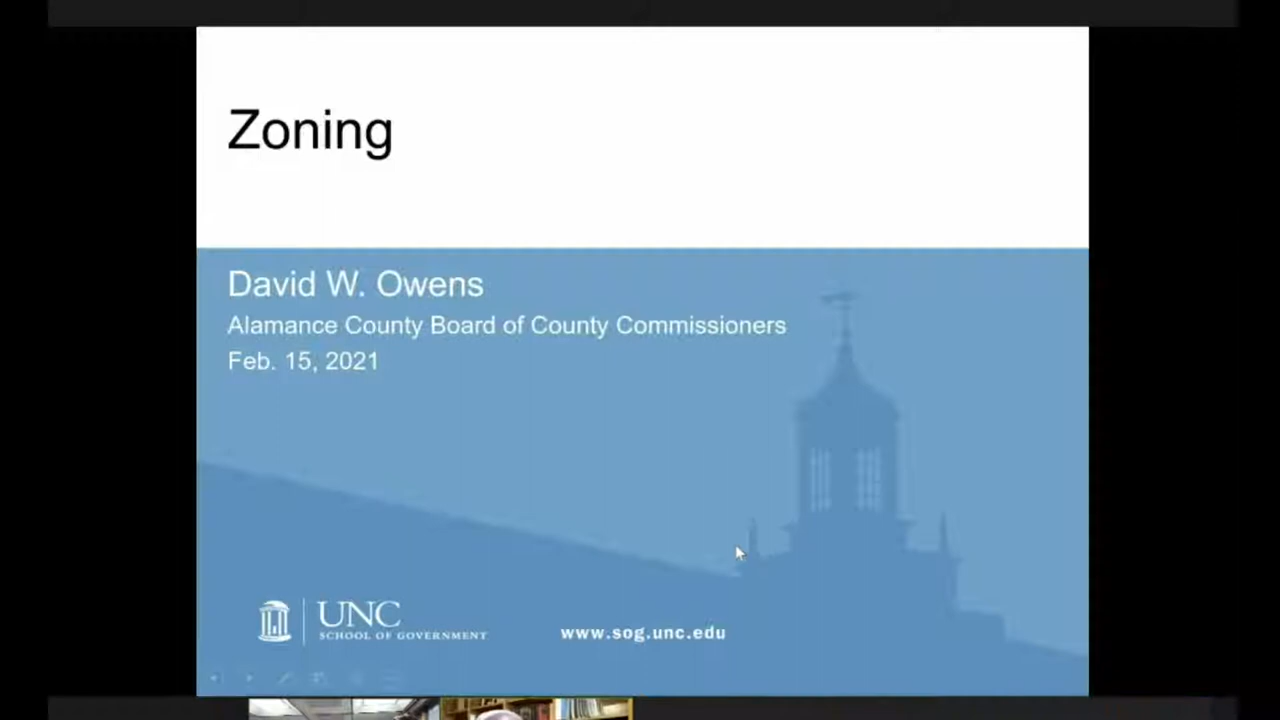 Zoning
David W. Owens
Alamance County Board of County Commissioners
Feb. 15, 2021
UNC
SCHOOL OF GOVERNMENT
www.sog.unc.edu